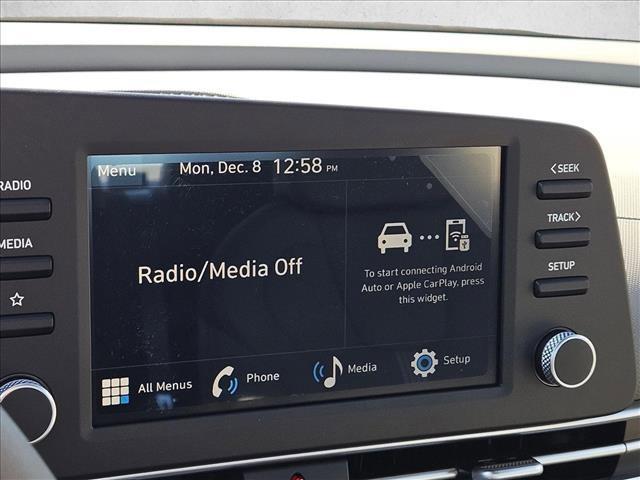 Menu Mon, Dec. 8 12:58 PM
RADIO
MEDIA
☆
Radio/Media Off
To start connecting Android
Auto or Apple CarPlay, press
this widget.
All Menus Phone Media Setup
<SEEK
TRACK>
SETUP